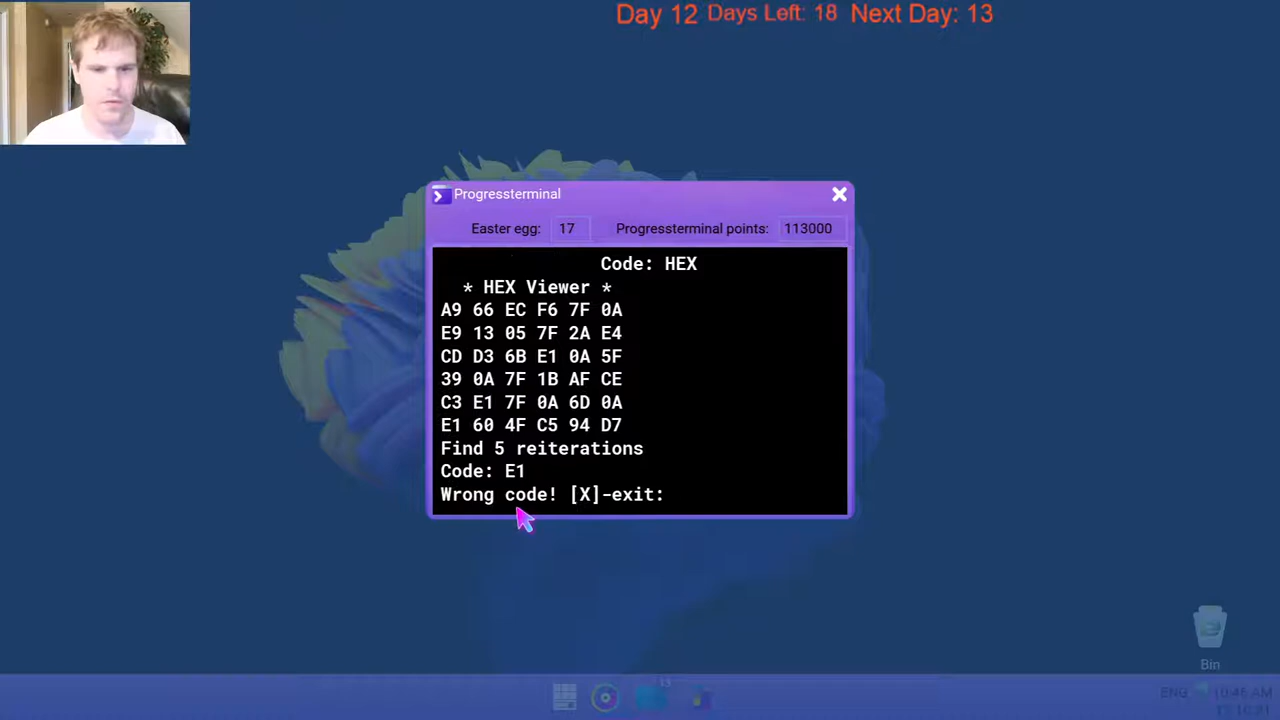 Day 12 Days Left: 18 Next Day: 13
Progressterminal
Easter egg: 17 Progressterminal points: 113000
Code: HEX
* HEX Viewer *
A9 66 EC F6 7F 0A
E9 13 05 7F 2A E4
CD D3 6B E1 0A 5F
39 0A 7F 1B AF CE
C3 E1 7F 0A 6D 0A
E1 60 4F C5 94 D7
Find 5 reiterations
Code: E1
Wrong code! [X]-exit:
Bin
ENG 10:46 AM